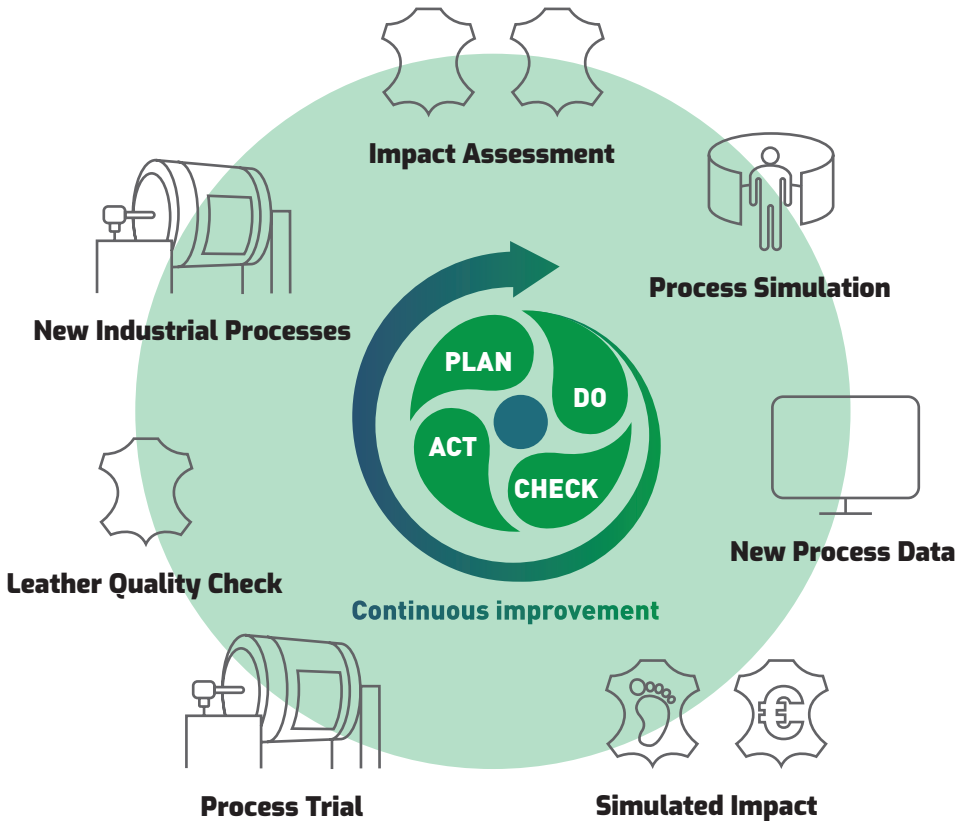 Impact Assessment
Process Simulation
New Industrial Processes
PLAN
DO
ACT
CHECK
New Process Data
Leather Quality Check
Continuous improvement
Process Trial
Simulated Impact
€